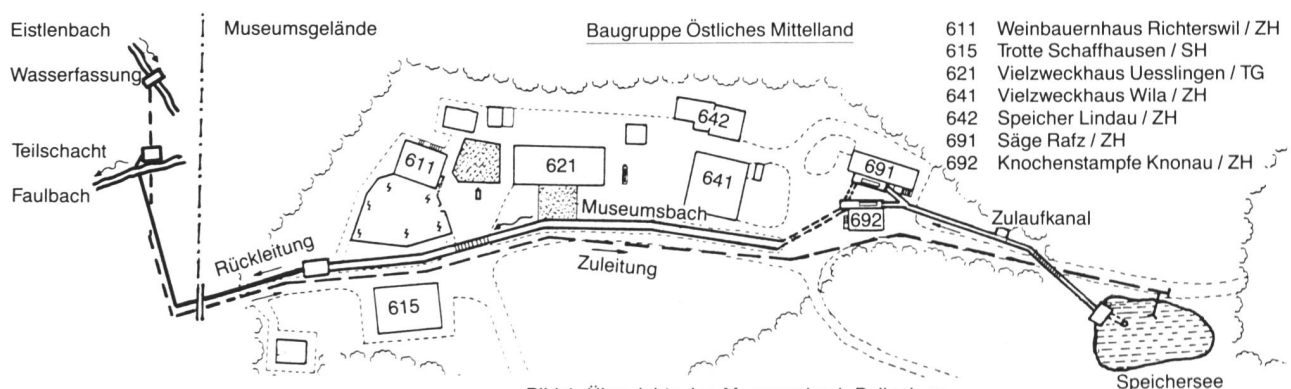 Eistlenbach
Wasserfassung
Teilschacht
Faulbach
Museumsgelände
Baugruppe Östliches Mittelland
611 Weinbauernhaus Richterswil / ZH
615 Trotte Schaffhausen / SH
621 Vielzweckhaus Uesslingen / TG
641 Vielzweckhaus Wila / ZH
642 Speicher Lindau / ZH
691 Säge Rafz / ZH
692 Knochenstampfe Knonau / ZH
642
611
621
641
691
692
Museumsbach
Zulaufkanal
Rückleitung
Zuleitung
615
Speichersee